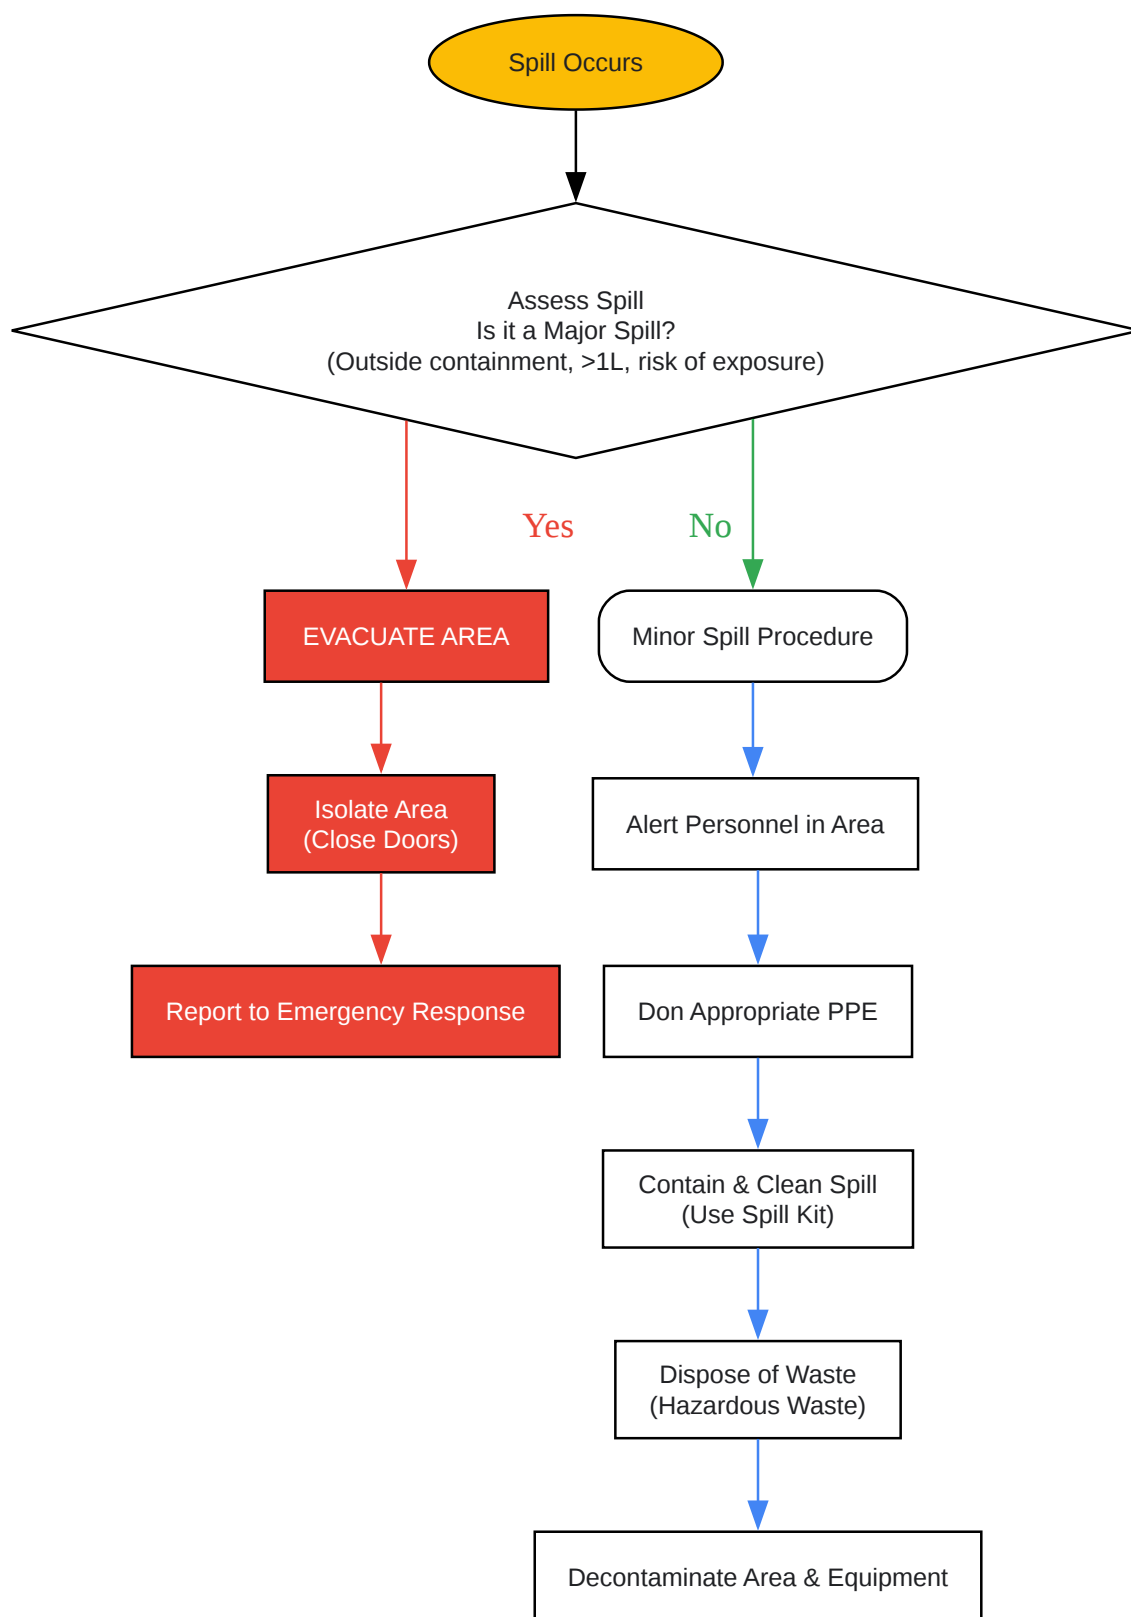 Spill Occurs
Assess Spill
Is it a Major Spill?
(Outside containment, >1L, risk of exposure)
Yes
No
EVACUATE AREA
Minor Spill Procedure
Isolate Area
(Close Doors)
Alert Personnel in Area
Report to Emergency Response
Don Appropriate PPE
Contain & Clean Spill
(Use Spill Kit)
Dispose of Waste
(Hazardous Waste)
Decontaminate Area & Equipment